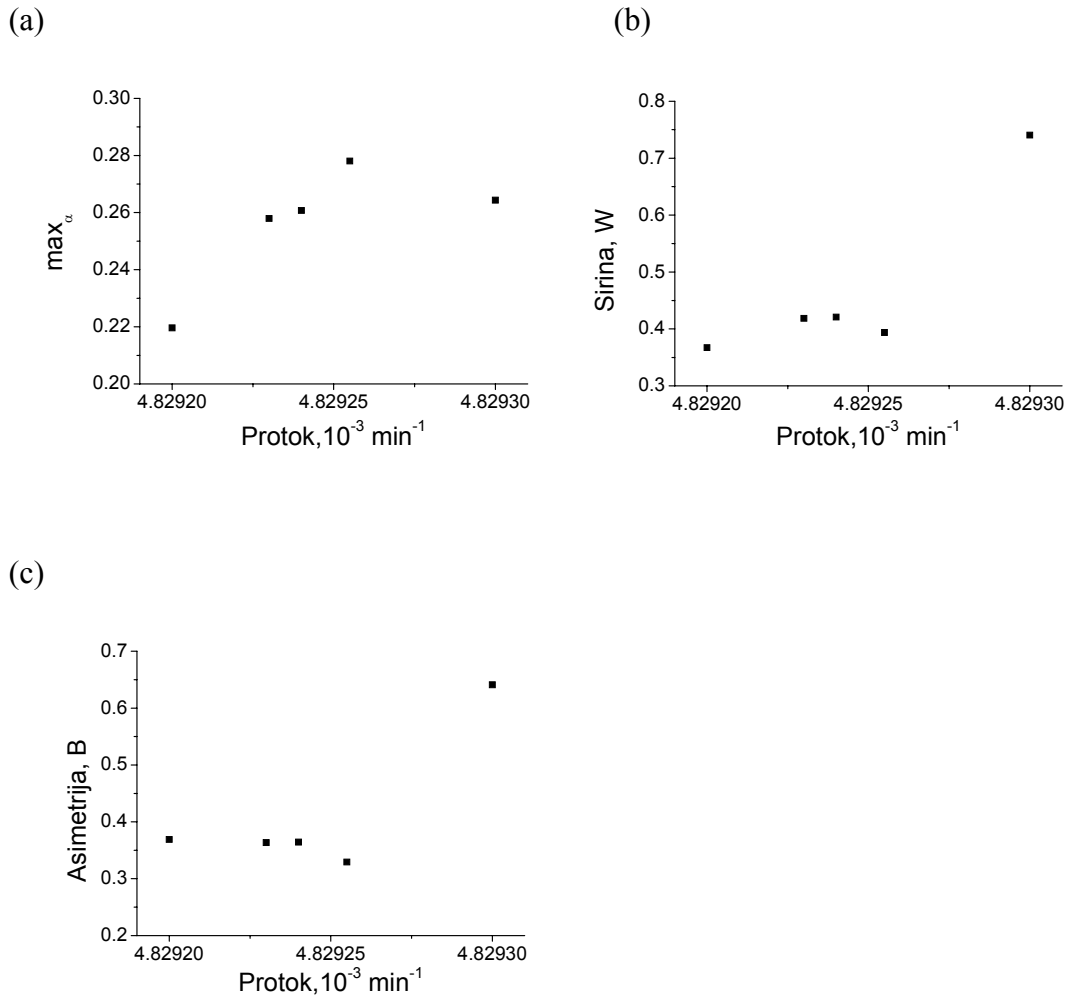 (a)
(b)
0.30
0.28
0.26
0.24
0.22
0.20
max_α
4.82920 4.82925 4.82930
Protok,10⁻³ min⁻¹
0.8
0.7
0.6
0.5
0.4
0.3
Sirina, W
4.82920 4.82925 4.82930
Protok,10⁻³ min⁻¹
(c)
0.7
0.6
0.5
0.4
0.3
0.2
Asimetrija, B
4.82920 4.82925 4.82930
Protok,10⁻³ min⁻¹